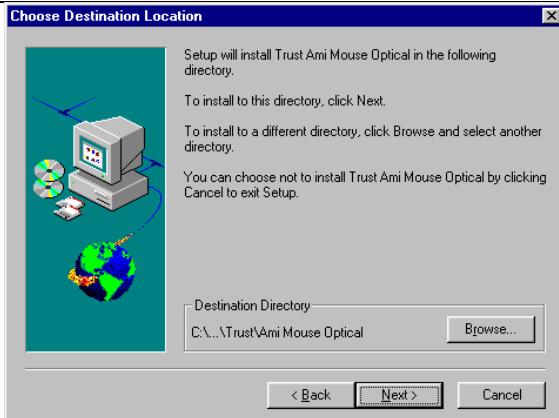 Choose Destination Location
Setup will install Trust Ami Mouse Optical in the following
directory.
To install to this directory, click Next.
To install to a different directory, click Browse and select another
directory.
You can choose not to install Trust Ami Mouse Optical by clicking
Cancel to exit Setup.
Destination Directory
C:\...\Trust\Ami Mouse Optical
Browse...
< Back
Next >
Cancel